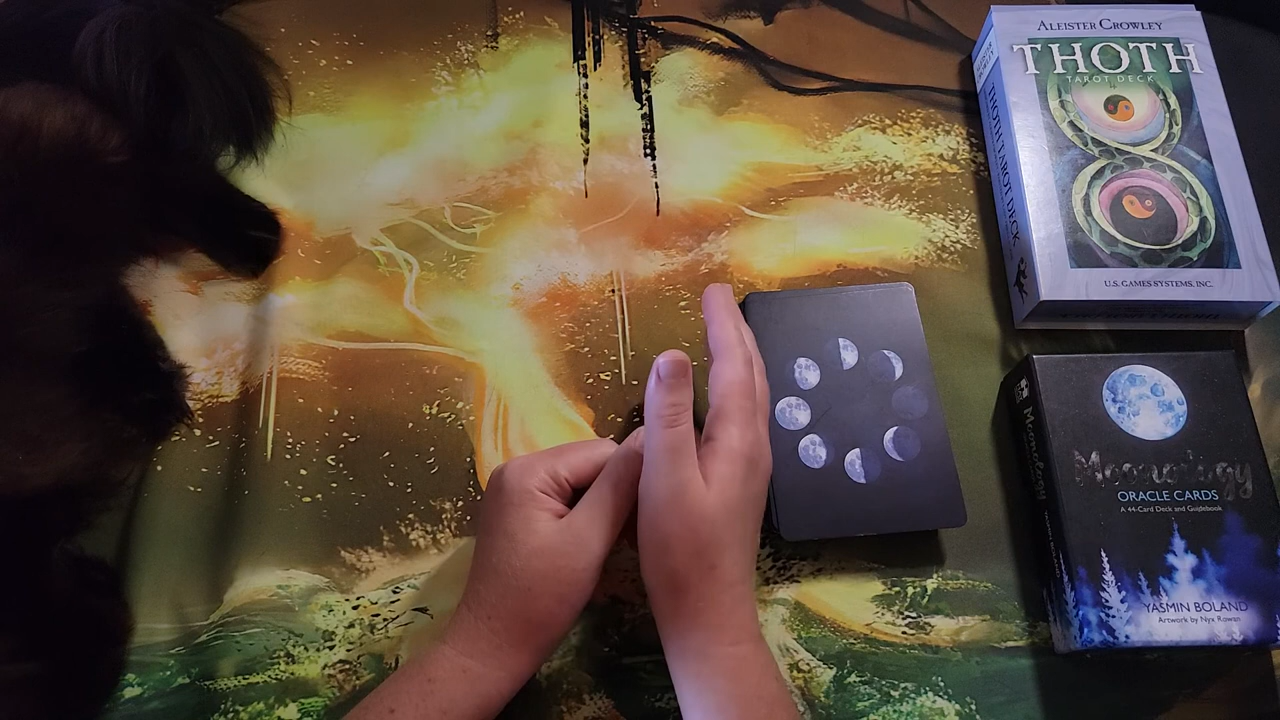 ALEISTER CROWLEY
THOTH
TAROT DECK
THOTH TAROT DECK
U.S. GAMES SYSTEMS, INC.
Moonology
Moonology
ORACLE CARDS
A 44-Card Deck and Guidebook
YASMIN BOLAND
Artwork by Nyx Rowan